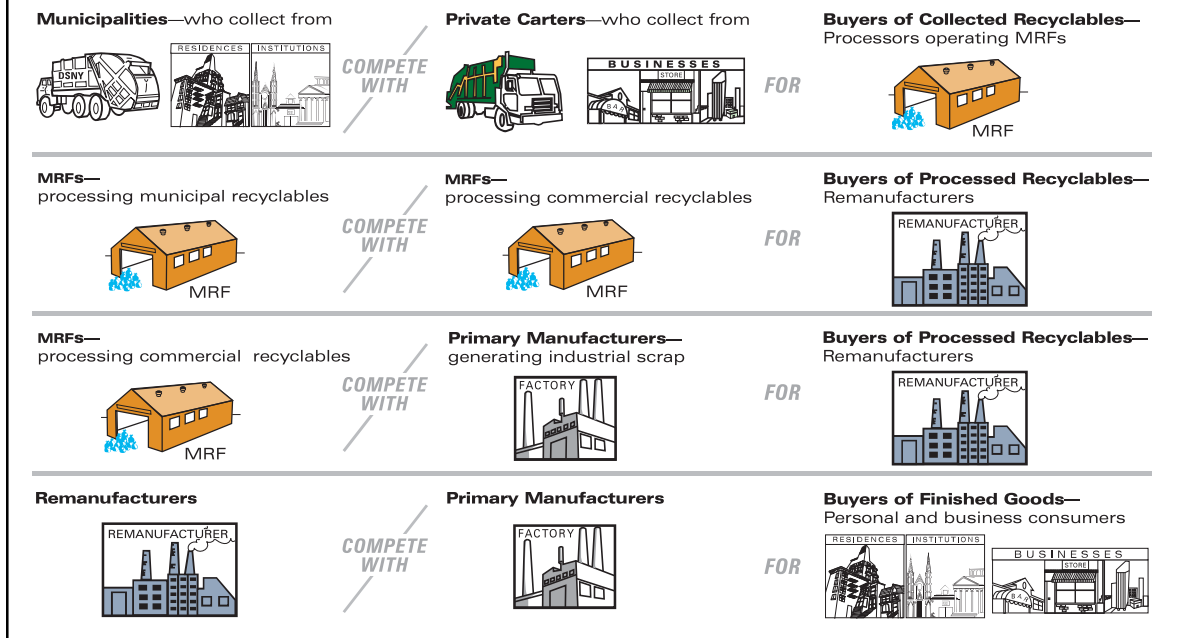 Municipalities—who collect from
DSNY
RESIDENCES
INSTITUTIONS
COMPETE
WITH
Private Carters—who collect from
BUSINESSES
STORE
BAR
FOR
Buyers of Collected Recyclables—
Processors operating MRFs
MRF
MRFs—
processing municipal recyclables
MRF
COMPETE
WITH
MRFs—
processing commercial recyclables
MRF
FOR
Buyers of Processed Recyclables—
Remanufacturers
REMANUFACTURER
MRFs—
processing commercial recyclables
MRF
COMPETE
WITH
Primary Manufacturers—
generating industrial scrap
FACTORY
FOR
Buyers of Processed Recyclables—
Remanufacturers
REMANUFACTURER
Remanufacturers
REMANUFACTURER
COMPETE
WITH
Primary Manufacturers
FACTORY
FOR
Buyers of Finished Goods—
Personal and business consumers
RESIDENCES
INSTITUTIONS
BUSINESSES
STORE
BAR